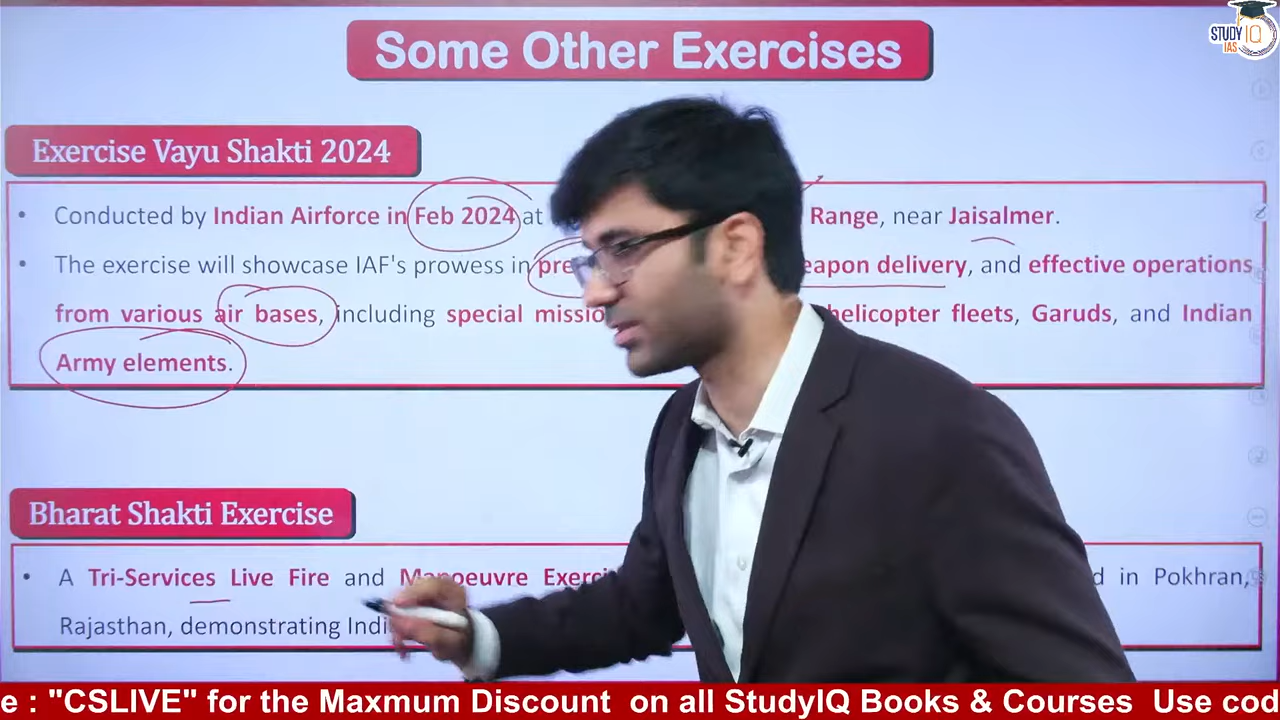 STUDY IQ
IAS
Some Other Exercises
Exercise Vayu Shakti 2024
• Conducted by Indian Airforce in Feb 2024 at Range, near Jaisalmer.
• The exercise will showcase IAF's prowess in weapon delivery, and effective operations
from various air bases, including special helicopter fleets, Garuds, and Indian
Army elements.
Bharat Shakti Exercise
• A Tri-Services Live Fire and Manoeuvre in Pokhran,
Rajasthan, demonstrating
e : "CSLIVE" for the Maxmum Discount on all StudyIQ Books & Courses Use cod